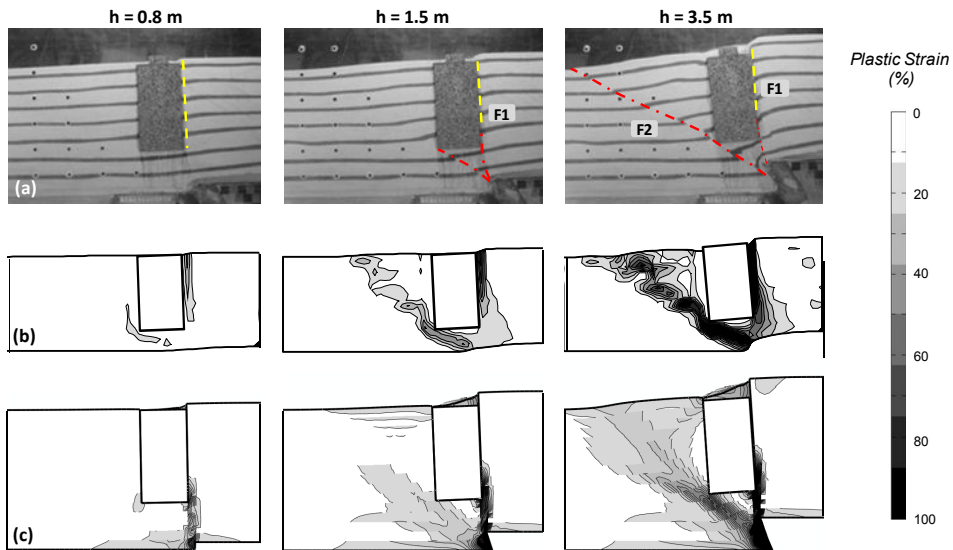 h = 0.8 m
h = 1.5 m
h = 3.5 m
Plastic Strain
(%)
F1
F1
F2
(a)
(b)
(c)
0
20
40
60
80
100